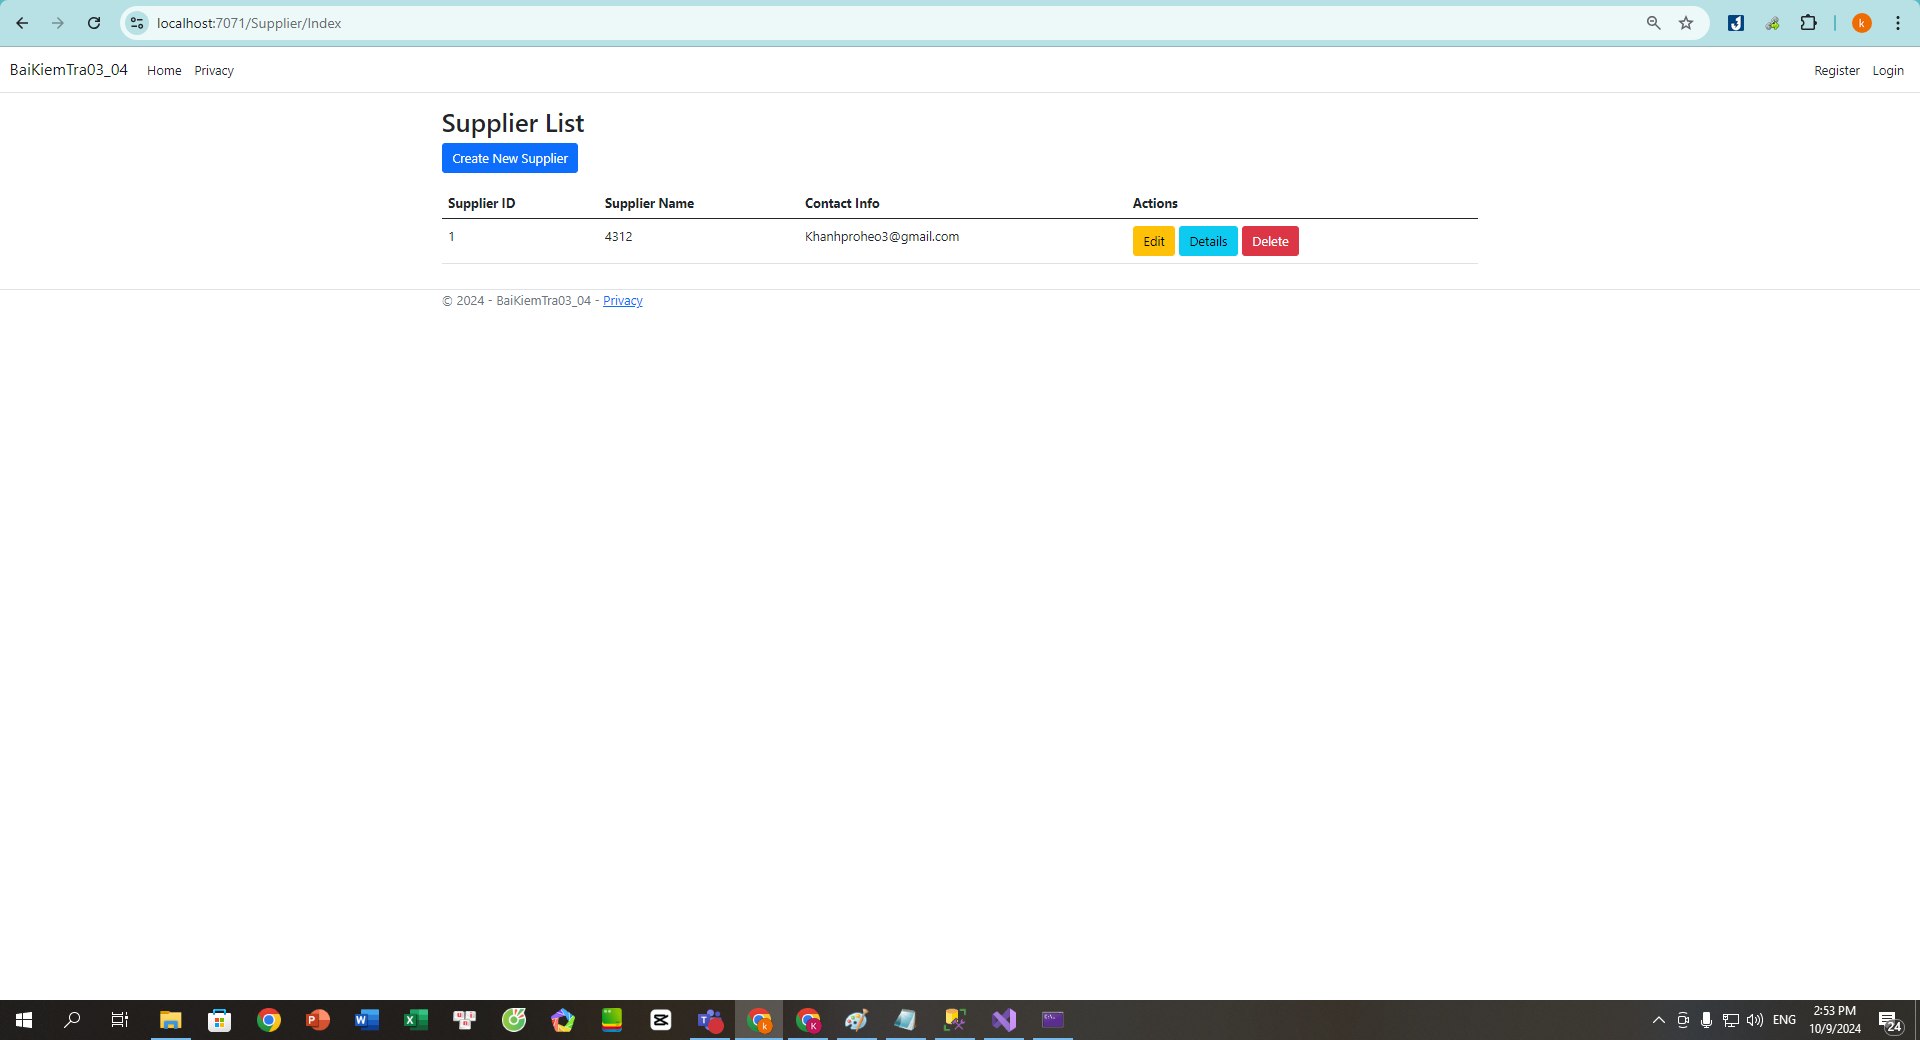 localhost:7071/Supplier/Index
k
BaiKiemTra03_04 Home Privacy Register Login
Supplier List
Create New Supplier
Supplier ID Supplier Name Contact Info Actions
1 4312 Khanhproheo3@gmail.com Edit Details Delete
© 2024 - BaiKiemTra03_04 - Privacy
2:53 PM
ENG
10/9/2024
24